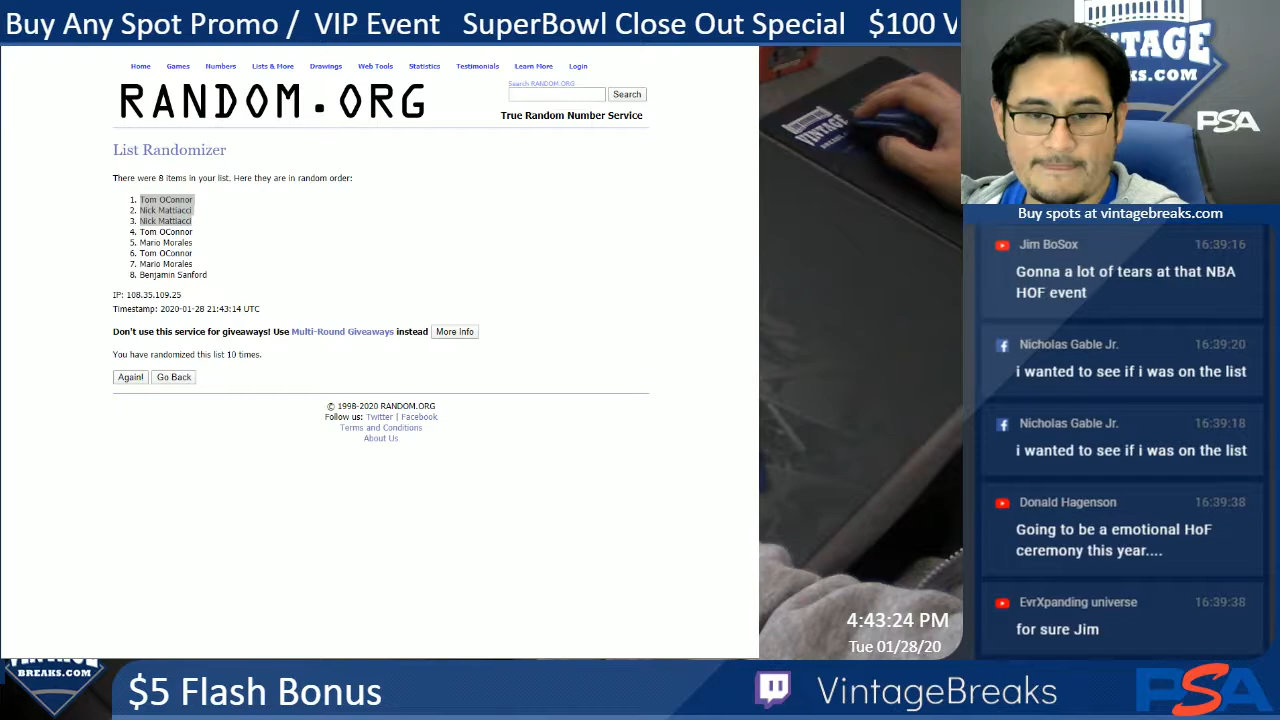 Buy Any Spot Promo / VIP Event SuperBowl Close Out Special $100 V
Home Games Numbers Lists & More Drawings Web Tools Statistics Testimonials Learn More Login
RANDOM.ORG
Search RANDOM.ORG
Search
True Random Number Service
List Randomizer
There were 8 items in your list. Here they are in random order:
1. Tom OConnor
2. Nick Mattiacci
3. Nick Mattiacci
4. Tom OConnor
5. Mario Morales
6. Tom OConnor
7. Mario Morales
8. Benjamin Sanford
IP: 108.35.109.25
Timestamp: 2020-01-28 21:43:14 UTC
Don't use this service for giveaways! Use Multi-Round Giveaways instead More Info
You have randomized this list 10 times.
Again! Go Back
© 1998-2020 RANDOM.ORG
Follow us: Twitter | Facebook
Terms and Conditions
About Us
VINTAGE
BREAKS
VINTAGE
BREAKS.COM
PSA
Buy spots at vintagebreaks.com
Jim BoSox 16:39:16
Gonna a lot of tears at that NBA
HOF event
Nicholas Gable Jr. 16:39:20
i wanted to see if i was on the list
Nicholas Gable Jr. 16:39:18
i wanted to see if i was on the list
Donald Hagenson 16:39:38
Going to be a emotional HoF
ceremony this year....
EvrXpanding universe 16:39:38
for sure Jim
4:43:24 PM
Tue 01/28/20
VINTAGE
BREAKS.COM
$5 Flash Bonus
VintageBreaks
PSA